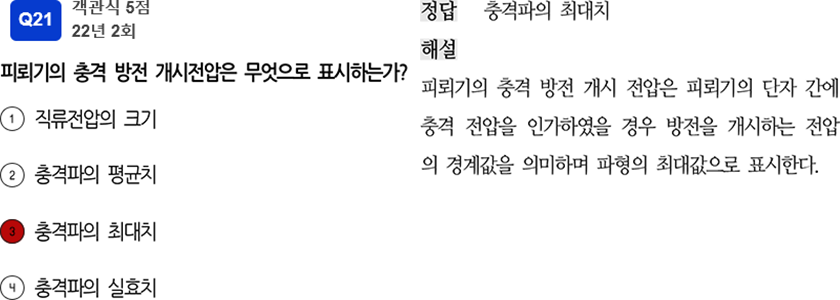 Q21
객관식 5점
22년 2회
피뢰기의 충격 방전 개시전압은 무엇으로 표시하는가?
1 직류전압의 크기
2 충격파의 평균치
3 충격파의 최대치
4 충격파의 실효치
정답 충격파의 최대치
해설
피뢰기의 충격 방전 개시 전압은 피뢰기의 단자 간에
충격 전압을 인가하였을 경우 방전을 개시하는 전압
의 경계값을 의미하며 파형의 최대값으로 표시한다.